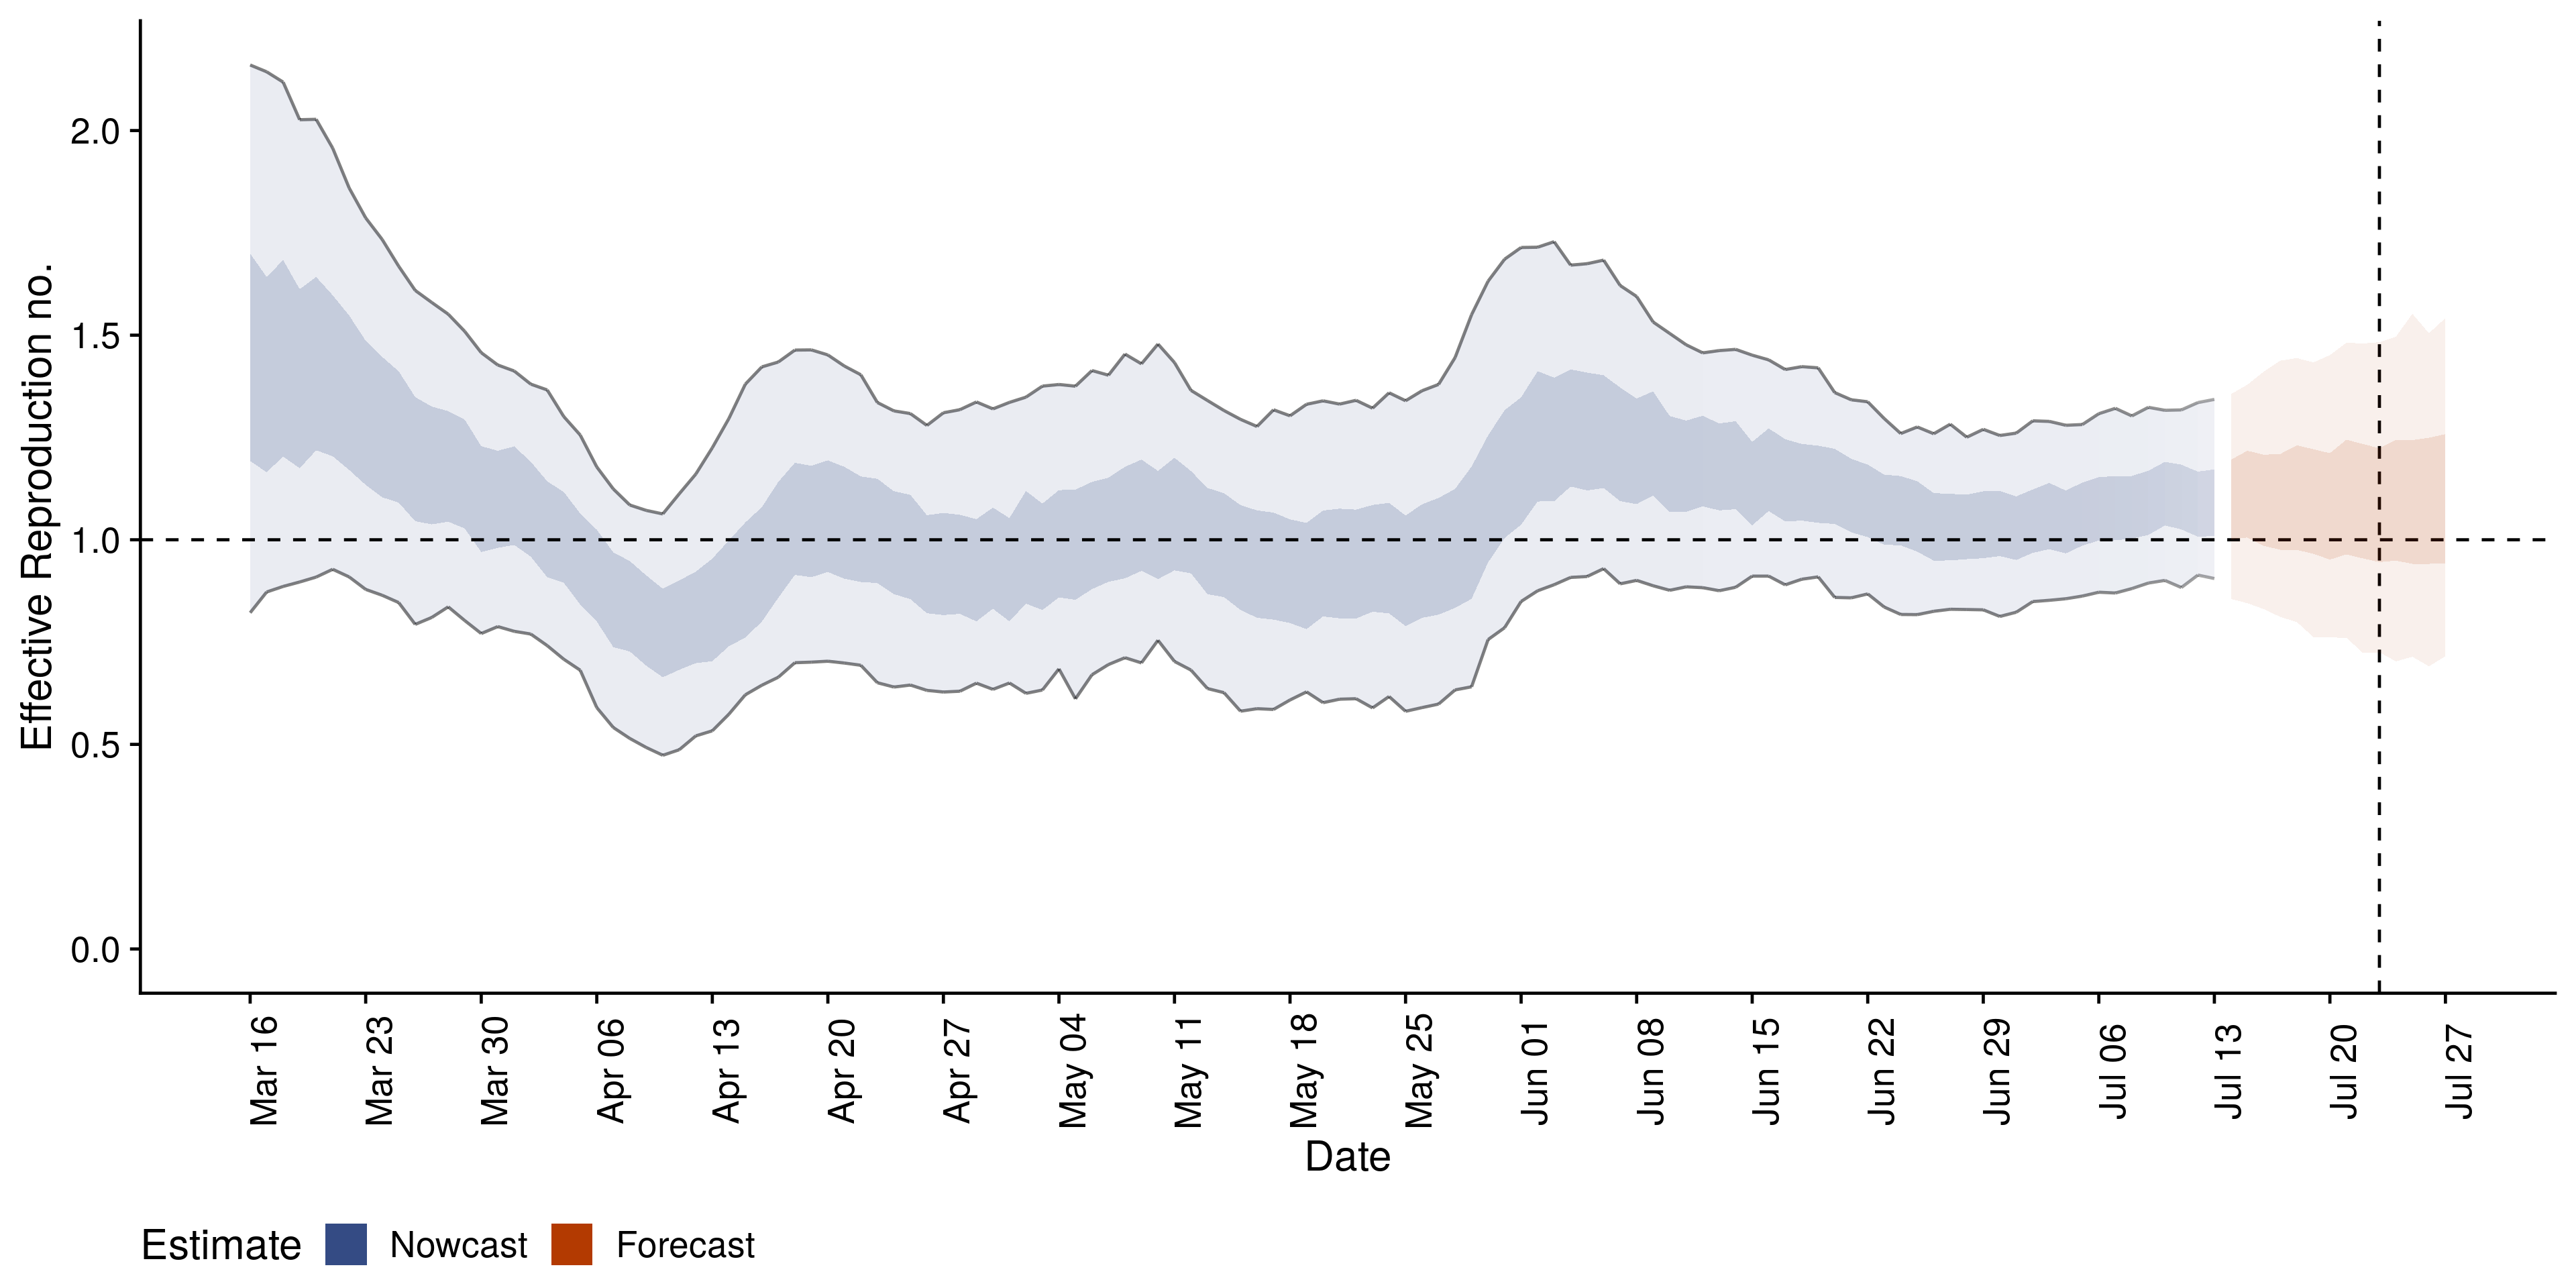 Effective Reproduction no.
2.0
1.5
1.0
0.5
0.0
Mar 16
Mar 23
Mar 30
Apr 06
Apr 13
Apr 20
Apr 27
May 04
May 11
May 18
May 25
Jun 01
Jun 08
Jun 15
Jun 22
Jun 29
Jul 06
Jul 13
Jul 20
Jul 27
Date
Estimate Nowcast Forecast